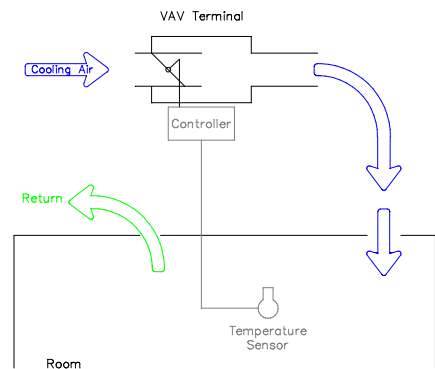 VAV Terminal
Cooling Air
Controller
Return
Temperature
Sensor
Room